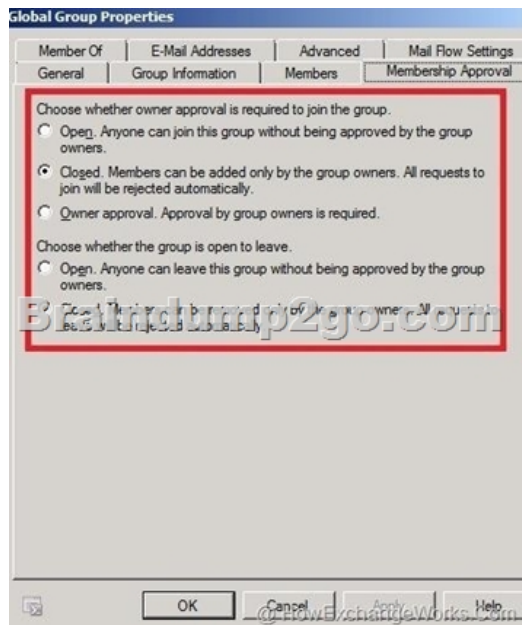 Global Group Properties
Member Of E-Mail Addresses Advanced Mail Flow Settings
General Group Information Members Membership Approval
Choose whether owner approval is required to join the group.
Open. Anyone can join this group without being approved by the group
owners.
Closed. Members can be added only by the group owners. All requests to
join will be rejected automatically.
Owner approval. Approval by group owners is required.
Choose whether the group is open to leave.
Open. Anyone can leave this group without being approved by the group
owners.
Braindump2go.com
OK Cancel Apply Help
@HowExchangeWorks.Com